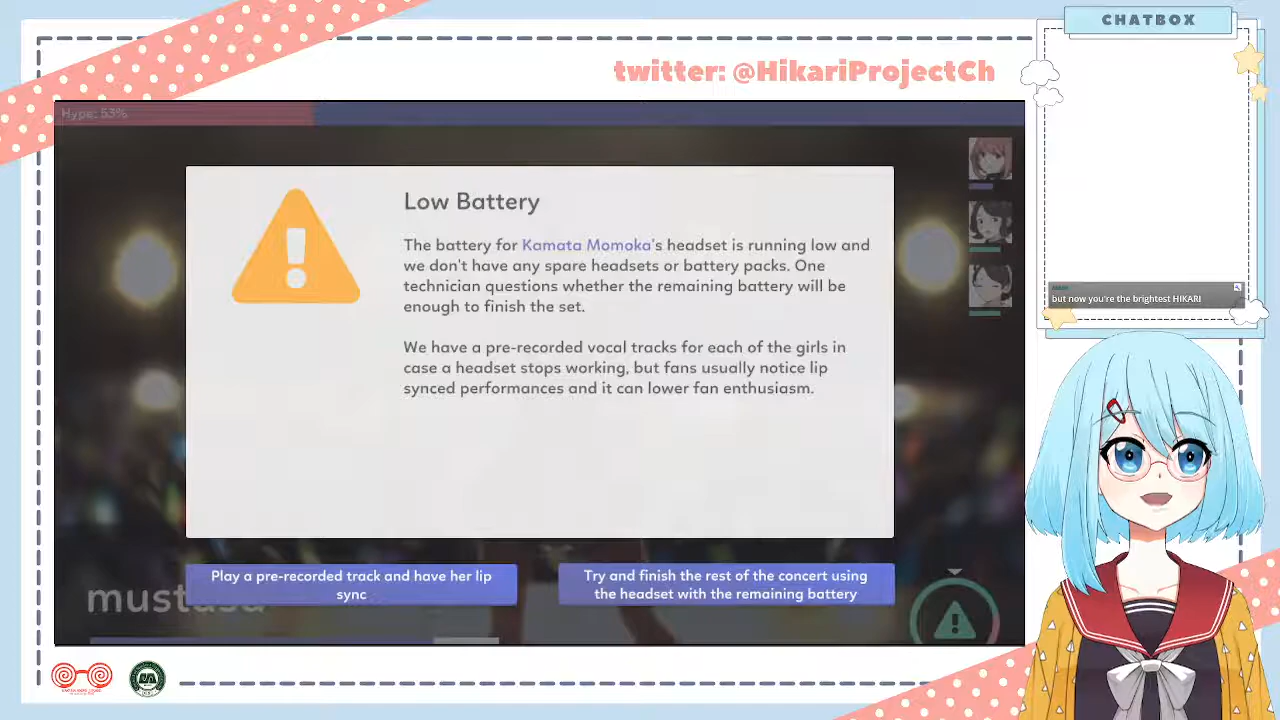 CHATBOX
twitter: @HikariProjectCh
Hype: 53%
Low Battery
The battery for Kamata Momoka's headset is running low and
we don't have any spare headsets or battery packs. One
technician questions whether the remaining battery will be
enough to finish the set.
We have a pre-recorded vocal tracks for each of the girls in
case a headset stops working, but fans usually notice lip
synced performances and it can lower fan enthusiasm.
but now you're the brightest HIKARI
Play a pre-recorded track and have her lip
sync
Try and finish the rest of the concert using
the headset with the remaining battery